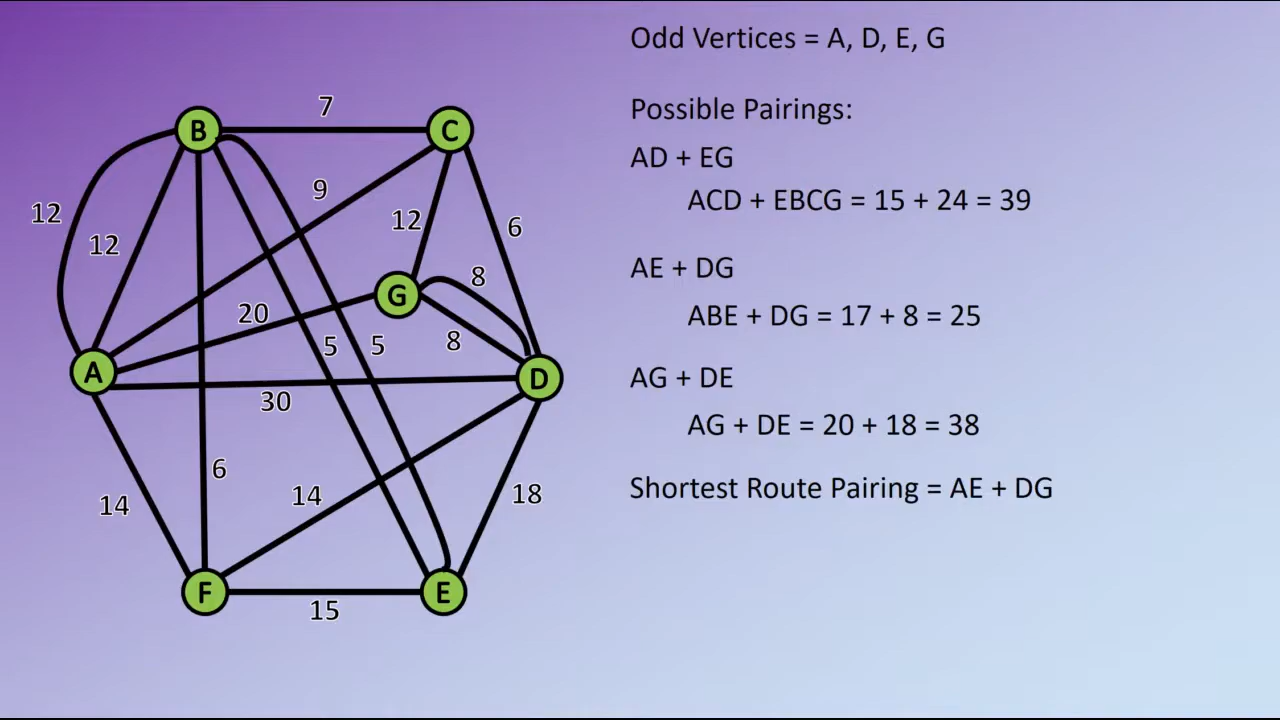 Odd Vertices = A, D, E, G
Possible Pairings:
AD + EG
ACD + EBCG = 15 + 24 = 39
AE + DG
ABE + DG = 17 + 8 = 25
AG + DE
AG + DE = 20 + 18 = 38
Shortest Route Pairing = AE + DG
7
B
C
9
12
12
6
12
8
G
20
5
5
8
A
D
30
6
14
14
18
F
E
15